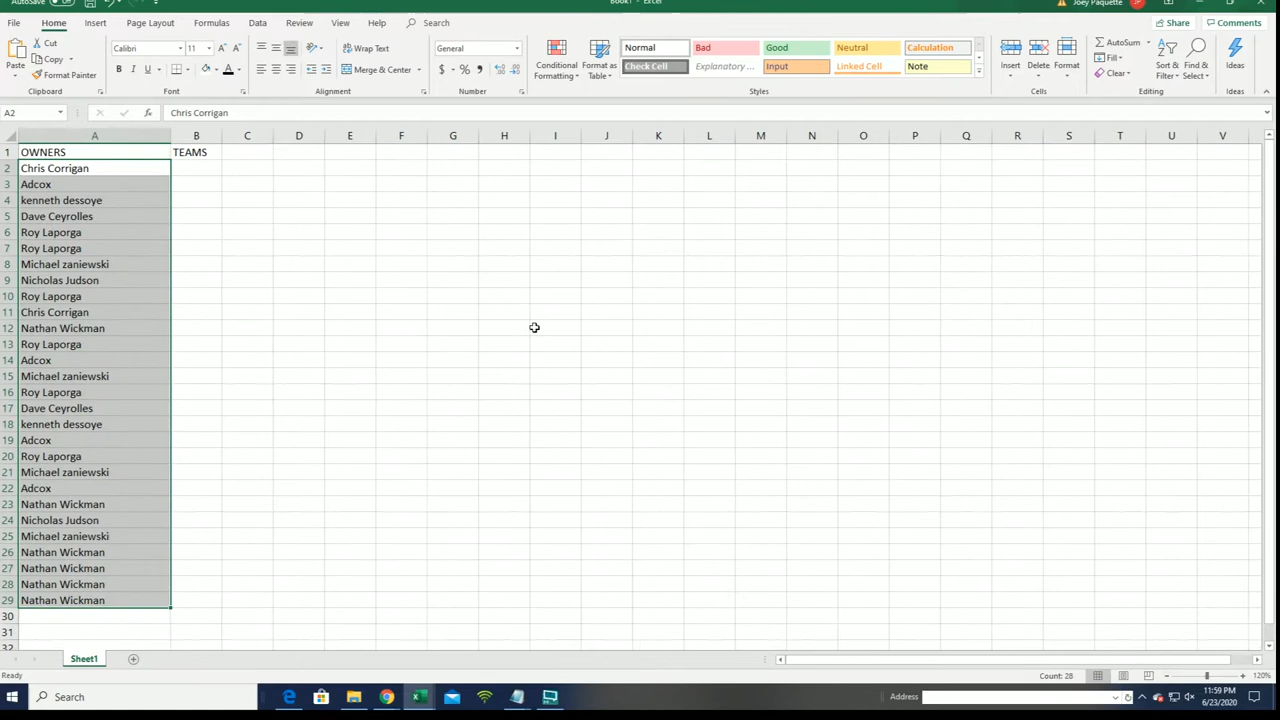 AutoSave Off Book1 - Excel Joey Paquette JP
File Home Insert Page Layout Formulas Data Review View Help Search Share Comments
Paste Cut Copy Format Painter Clipboard
Calibri 11 A A B I U A Font
Wrap Text Merge & Center Alignment
General $ % , Number
Conditional Formatting Format as Table
Normal Bad Good Neutral Calculation
Check Cell Explanatory ... Input Linked Cell Note
Styles
Insert Delete Format Cells
AutoSum Fill Clear Sort & Filter Find & Select Editing
Ideas Ideas
A2 fx Chris Corrigan
A B C D E F G H I J K L M N O P Q R S T U V
1 OWNERS TEAMS
2 Chris Corrigan
3 Adcox
4 kenneth dessoye
5 Dave Ceyrolles
6 Roy Laporga
7 Roy Laporga
8 Michael zaniewski
9 Nicholas Judson
10 Roy Laporga
11 Chris Corrigan
12 Nathan Wickman
13 Roy Laporga
14 Adcox
15 Michael zaniewski
16 Roy Laporga
17 Dave Ceyrolles
18 kenneth dessoye
19 Adcox
20 Roy Laporga
21 Michael zaniewski
22 Adcox
23 Nathan Wickman
24 Nicholas Judson
25 Michael zaniewski
26 Nathan Wickman
27 Nathan Wickman
28 Nathan Wickman
29 Nathan Wickman
30
31
32
Sheet1
Ready Count: 28 120%
Search Address 11:59 PM
6/23/2020